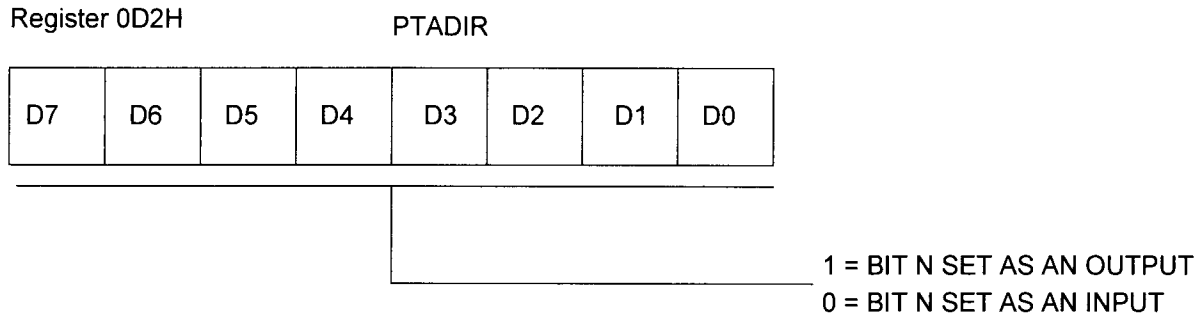 Register 0D2H
PTADIR
D7 D6 D5 D4 D3 D2 D1 D0
1 = BIT N SET AS AN OUTPUT
0 = BIT N SET AS AN INPUT